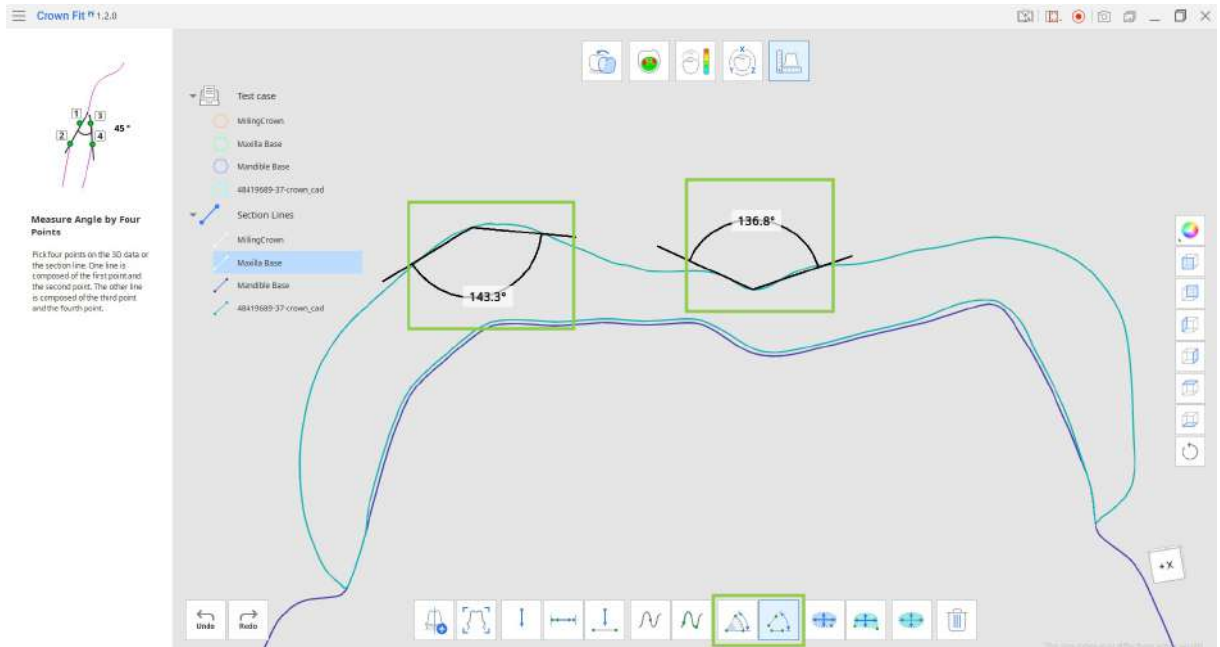 Crown Fit 1.2.0
1
3
2
4
45 °
Measure Angle by Four
Points
Pick four points on the 3D data or
the section line. One line is
composed of the first point and
the second point. The other line
is composed of the third point
and the fourth point.
Test case
MilingCrown
Maxilla Base
Mandible Base
48419689-37-crown_cad
Section Lines
MilingCrown
Maxilla Base
Mandible Base
48419689-37-crown_cad
X
Y
Z
143.3°
136.8°
+X
Undo
Redo